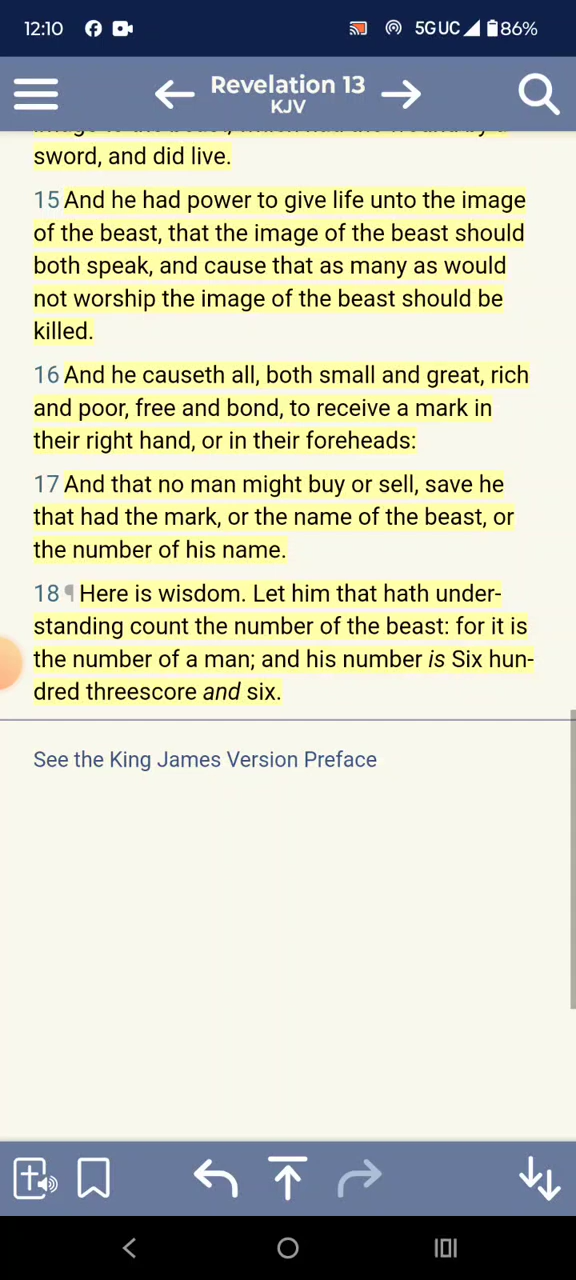 12:10 5G UC 86%
Revelation 13
KJV
sword, and did live.
15 And he had power to give life unto the image
of the beast, that the image of the beast should
both speak, and cause that as many as would
not worship the image of the beast should be
killed.
16 And he causeth all, both small and great, rich
and poor, free and bond, to receive a mark in
their right hand, or in their foreheads:
17 And that no man might buy or sell, save he
that had the mark, or the name of the beast, or
the number of his name.
18 ¶ Here is wisdom. Let him that hath under-
standing count the number of the beast: for it is
the number of a man; and his number is Six hun-
dred threescore and six.
See the King James Version Preface